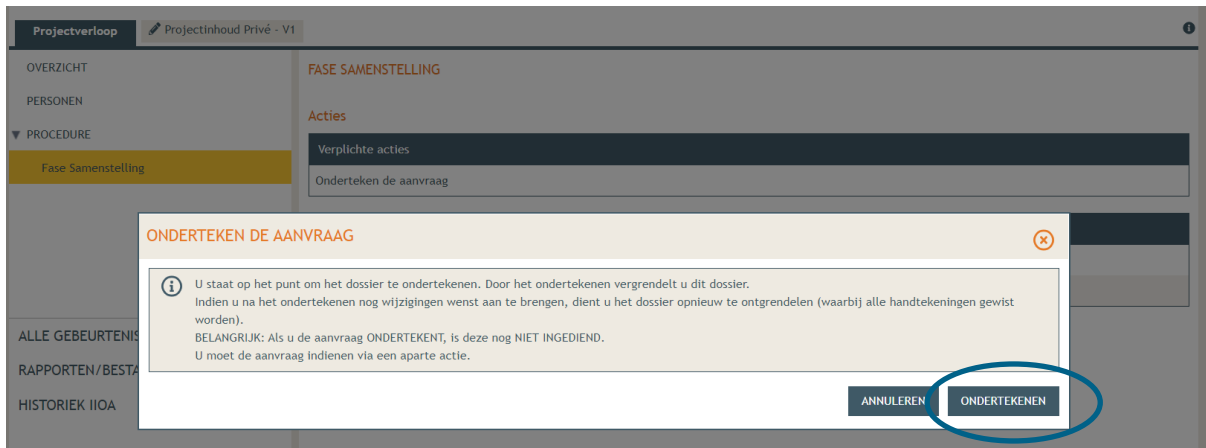 Projectverloop
Projectinhoud Privé - V1
OVERZICHT
PERSONEN
PROCEDURE
Fase Samenstelling
ALLE GEBEURTENIS
RAPPORTEN/BESTA
HISTORIEK IIOA
FASE SAMENSTELLING
Acties
Verplichte acties
Onderteken de aanvraag
ONDERTEKEN DE AANVRAAG
U staat op het punt om het dossier te ondertekenen. Door het ondertekenen vergrendelt u dit dossier.
Indien u na het ondertekenen nog wijzigingen wenst aan te brengen, dient u het dossier opnieuw te ontgrendelen (waarbij alle handtekeningen gewist
worden).
BELANGRIJK: Als u de aanvraag ONDERTEKENT, is deze nog NIET INGEDIEND.
U moet de aanvraag indienen via een aparte actie.
ANNULEREN
ONDERTEKENEN